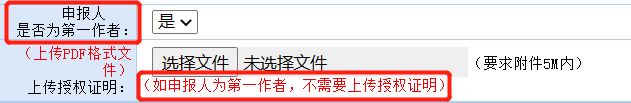 申报人
是否为第一作者： 是
（上传PDF格式文
件）
上传授权证明： 选择文件 未选择文件 （要求附件5M内）
（如申报人为第一作者，不需要上传授权证明）